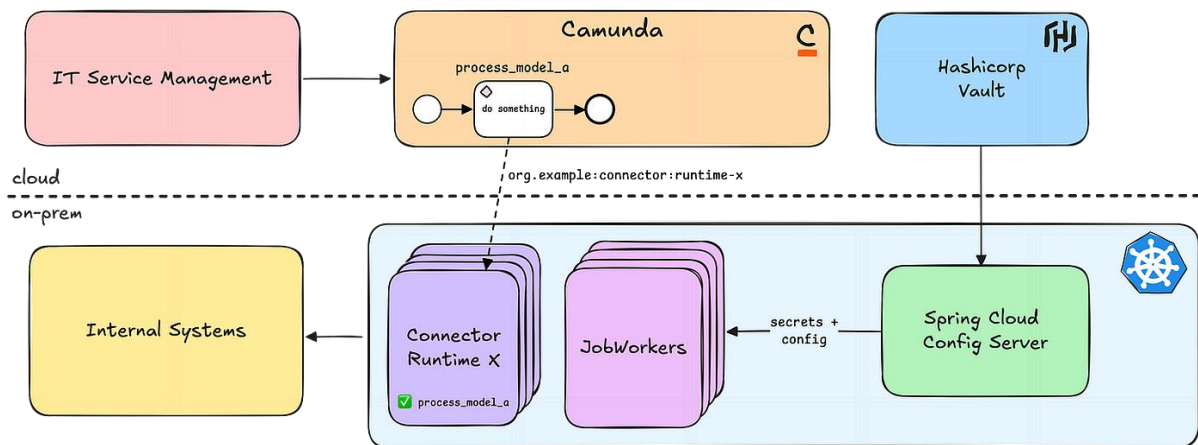 IT Service Management
Camunda
process_model_a
do something
Hashicorp
Vault
org.example:connector:runtime-x
cloud
on-prem
Internal Systems
Connector
Runtime X
✅ process_model_a
JobWorkers
secrets +
config
Spring Cloud
Config Server